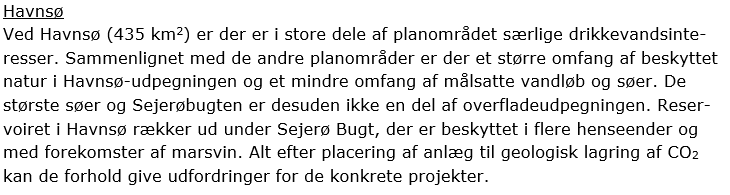 Havnsø
Ved Havnsø (435 km²) er der er i store dele af planområdet særlige drikkevandsinte-
resser. Sammenlignet med de andre planområder er der et større omfang af beskyttet
natur i Havnsø-udpegningen og et mindre omfang af målsatte vandløb og søer. De
største søer og Sejerøbugten er desuden ikke en del af overfladeudpegningen. Reser-
voiret i Havnsø rækker ud under Sejerø Bugt, der er beskyttet i flere henseender og
med forekomster af marsvin. Alt efter placering af anlæg til geologisk lagring af CO₂
kan de forhold give udfordringer for de konkrete projekter.